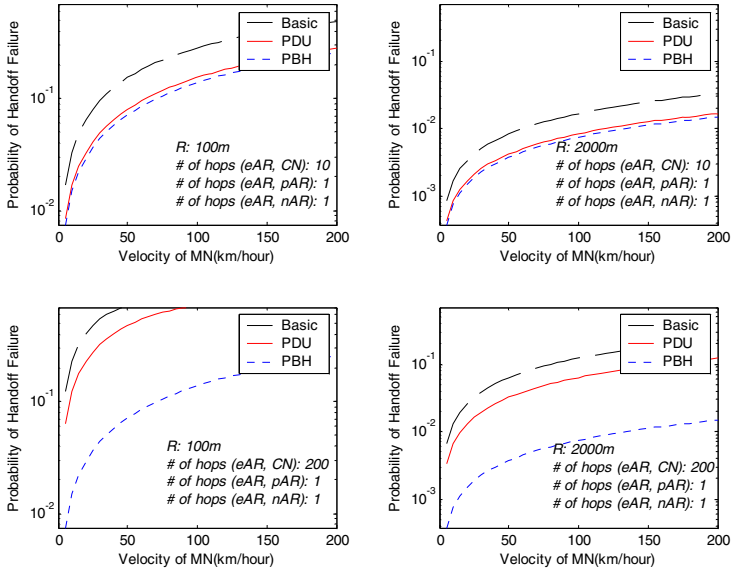 Probability of Handoff Failure
10^-1
10^-2
Basic
PDU
PBH
R: 100m
# of hops (eAR, CN): 10
# of hops (eAR, pAR): 1
# of hops (eAR, nAR): 1
0 50 100 150 200
Velocity of MN(km/hour)
Probability of Handoff Failure
10^-1
10^-2
10^-3
Basic
PDU
PBH
R: 2000m
# of hops (eAR, CN): 10
# of hops (eAR, pAR): 1
# of hops (eAR, nAR): 1
0 50 100 150 200
Velocity of MN(km/hour)
Probability of Handoff Failure
10^-1
10^-2
Basic
PDU
PBH
R: 100m
# of hops (eAR, CN): 200
# of hops (eAR, pAR): 1
# of hops (eAR, nAR): 1
0 50 100 150 200
Velocity of MN(km/hour)
Probability of Handoff Failure
10^-1
10^-2
10^-3
Basic
PDU
PBH
R: 2000m
# of hops (eAR, CN): 200
# of hops (eAR, pAR): 1
# of hops (eAR, nAR): 1
0 50 100 150 200
Velocity of MN(km/hour)